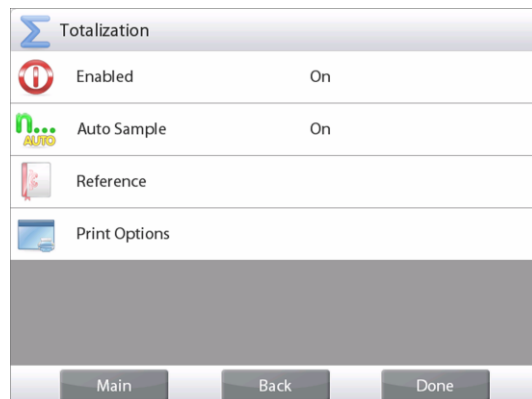 Totalization
Enabled On
n... AUTO
Auto Sample On
Reference
Print Options
Main Back Done